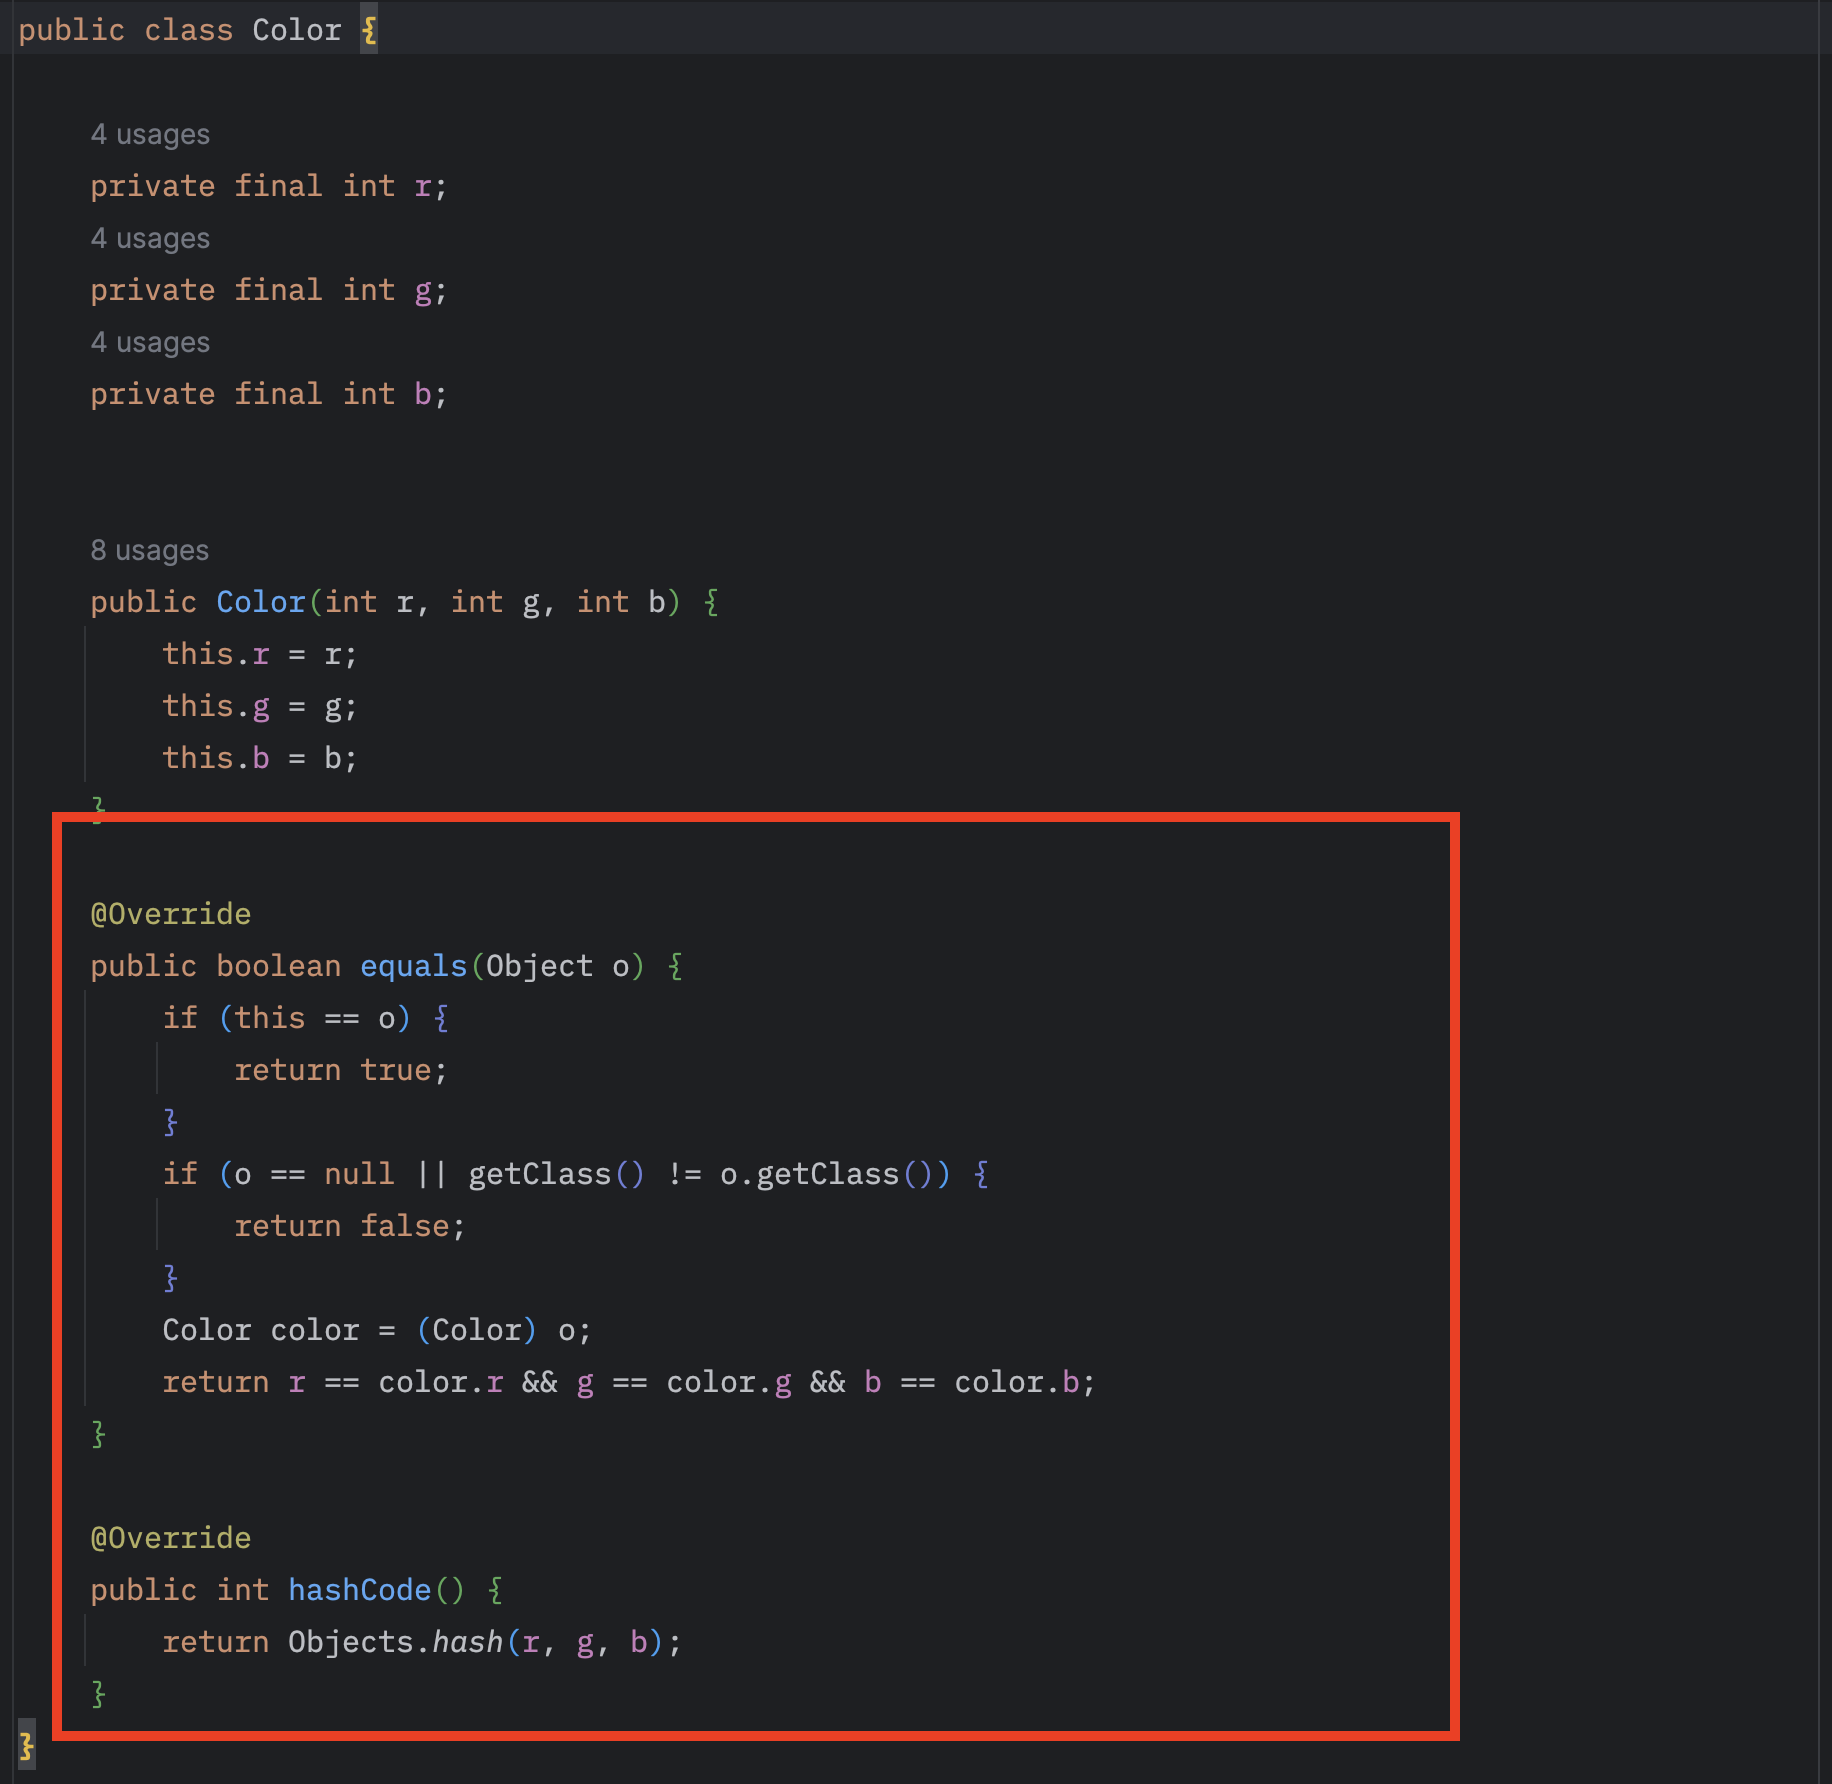 public class Color {
4 usages
private final int r;
4 usages
private final int g;
4 usages
private final int b;
8 usages
public Color(int r, int g, int b) {
this.r = r;
this.g = g;
this.b = b;
}
@Override
public boolean equals(Object o) {
if (this == o) {
return true;
}
if (o == null || getClass() != o.getClass()) {
return false;
}
Color color = (Color) o;
return r == color.r && g == color.g && b == color.b;
}
@Override
public int hashCode() {
return Objects.hash(r, g, b);
}
}